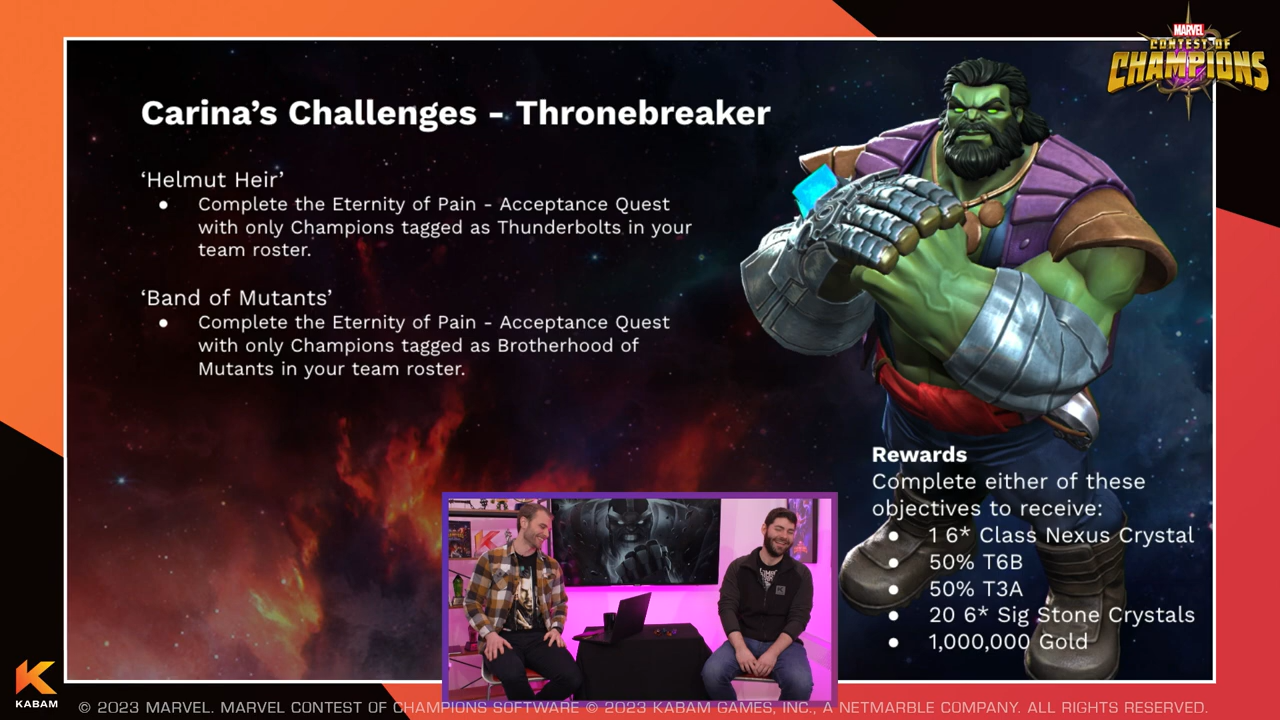 MARVEL
CONTEST OF
CHAMPIONS
Carina’s Challenges - Thronebreaker
‘Helmut Heir’
● Complete the Eternity of Pain - Acceptance Quest
with only Champions tagged as Thunderbolts in your
team roster.
‘Band of Mutants’
● Complete the Eternity of Pain - Acceptance Quest
with only Champions tagged as Brotherhood of
Mutants in your team roster.
Rewards
Complete either of these
objectives to receive:
● 1 6* Class Nexus Crystal
● 50% T6B
● 50% T3A
● 20 6* Sig Stone Crystals
● 1,000,000 Gold
KABAM
© 2023 MARVEL. MARVEL CONTEST OF CHAMPIONS SOFTWARE © 2023 KABAM GAMES, INC., A NETMARBLE COMPANY. ALL RIGHTS RESERVED.